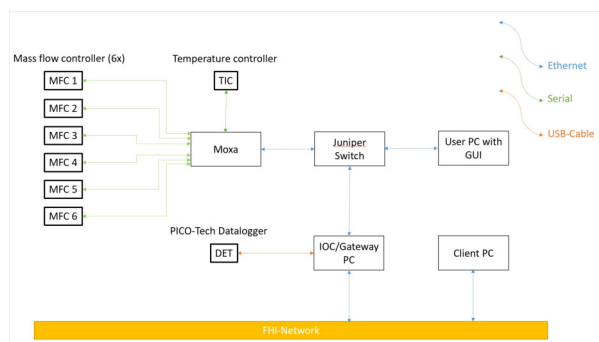 Mass flow controller (6x)
Temperature controller
MFC 1
TIC
MFC 2
MFC 3
MFC 4
MFC 5
MFC 6
Moxa
Juniper
Switch
User PC with
GUI
Ethernet
Serial
USB-Cable
PICO-Tech Datalogger
DET
IOC/Gateway
PC
Client PC
FHI-Network